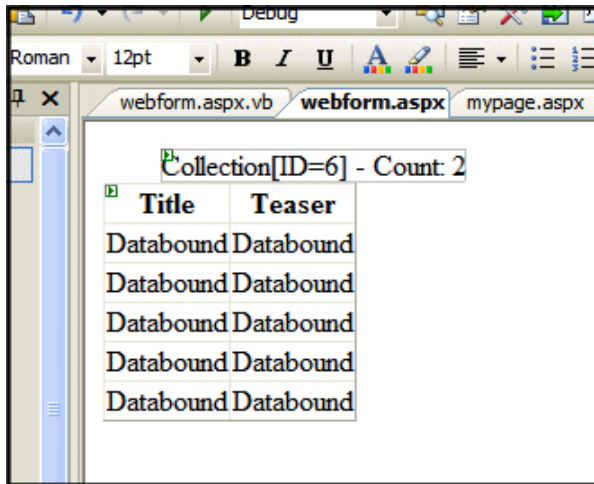 Debug
Roman 12pt B I U A
webform.aspx.vb webform.aspx mypage.aspx
Collection[ID=6] - Count: 2
Title Teaser
Databound Databound
Databound Databound
Databound Databound
Databound Databound
Databound Databound